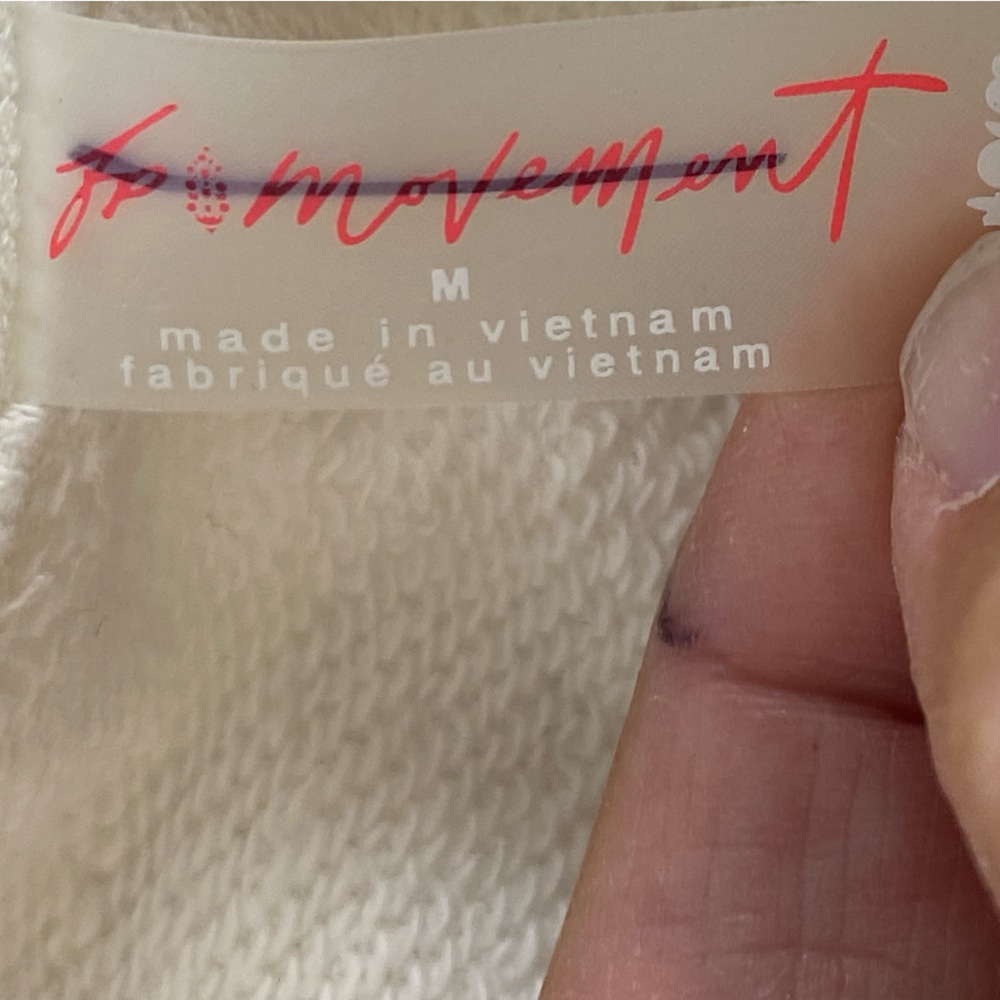 fp movement
M
made in vietnam
fabriqué au vietnam